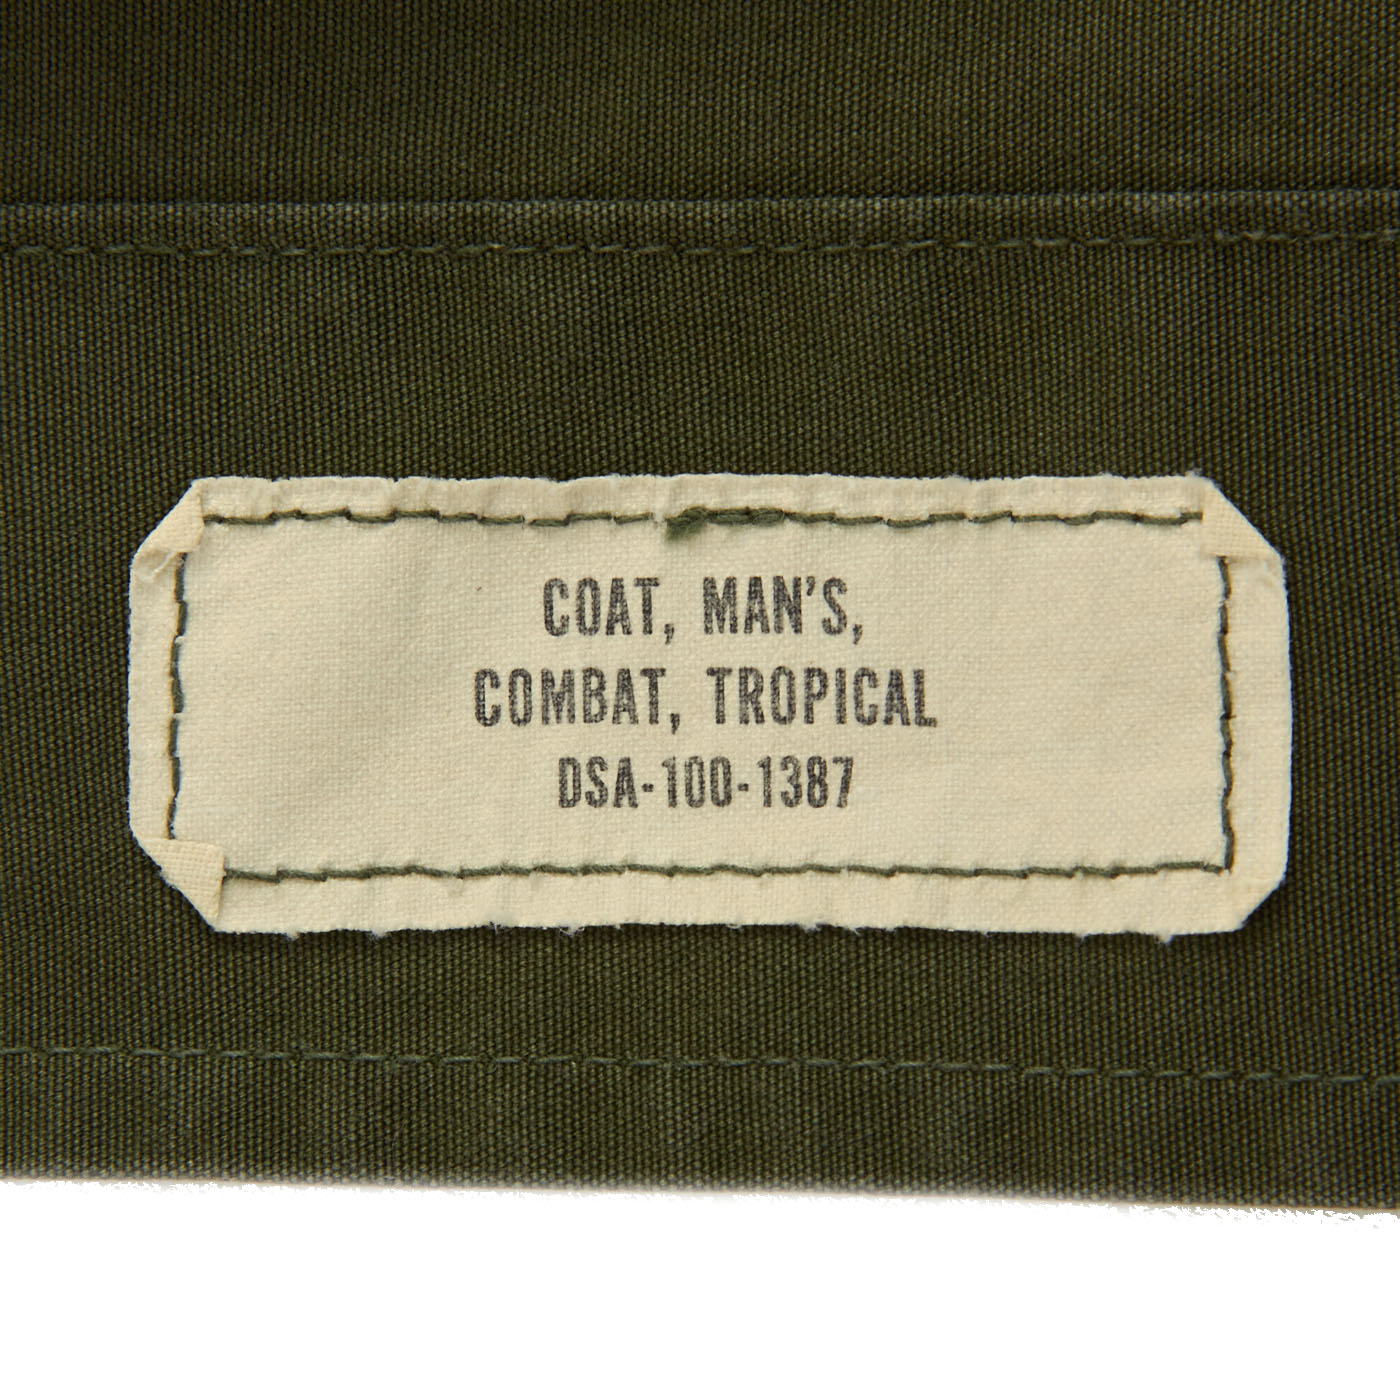 COAT, MAN'S,
COMBAT, TROPICAL
DSA-100-1387